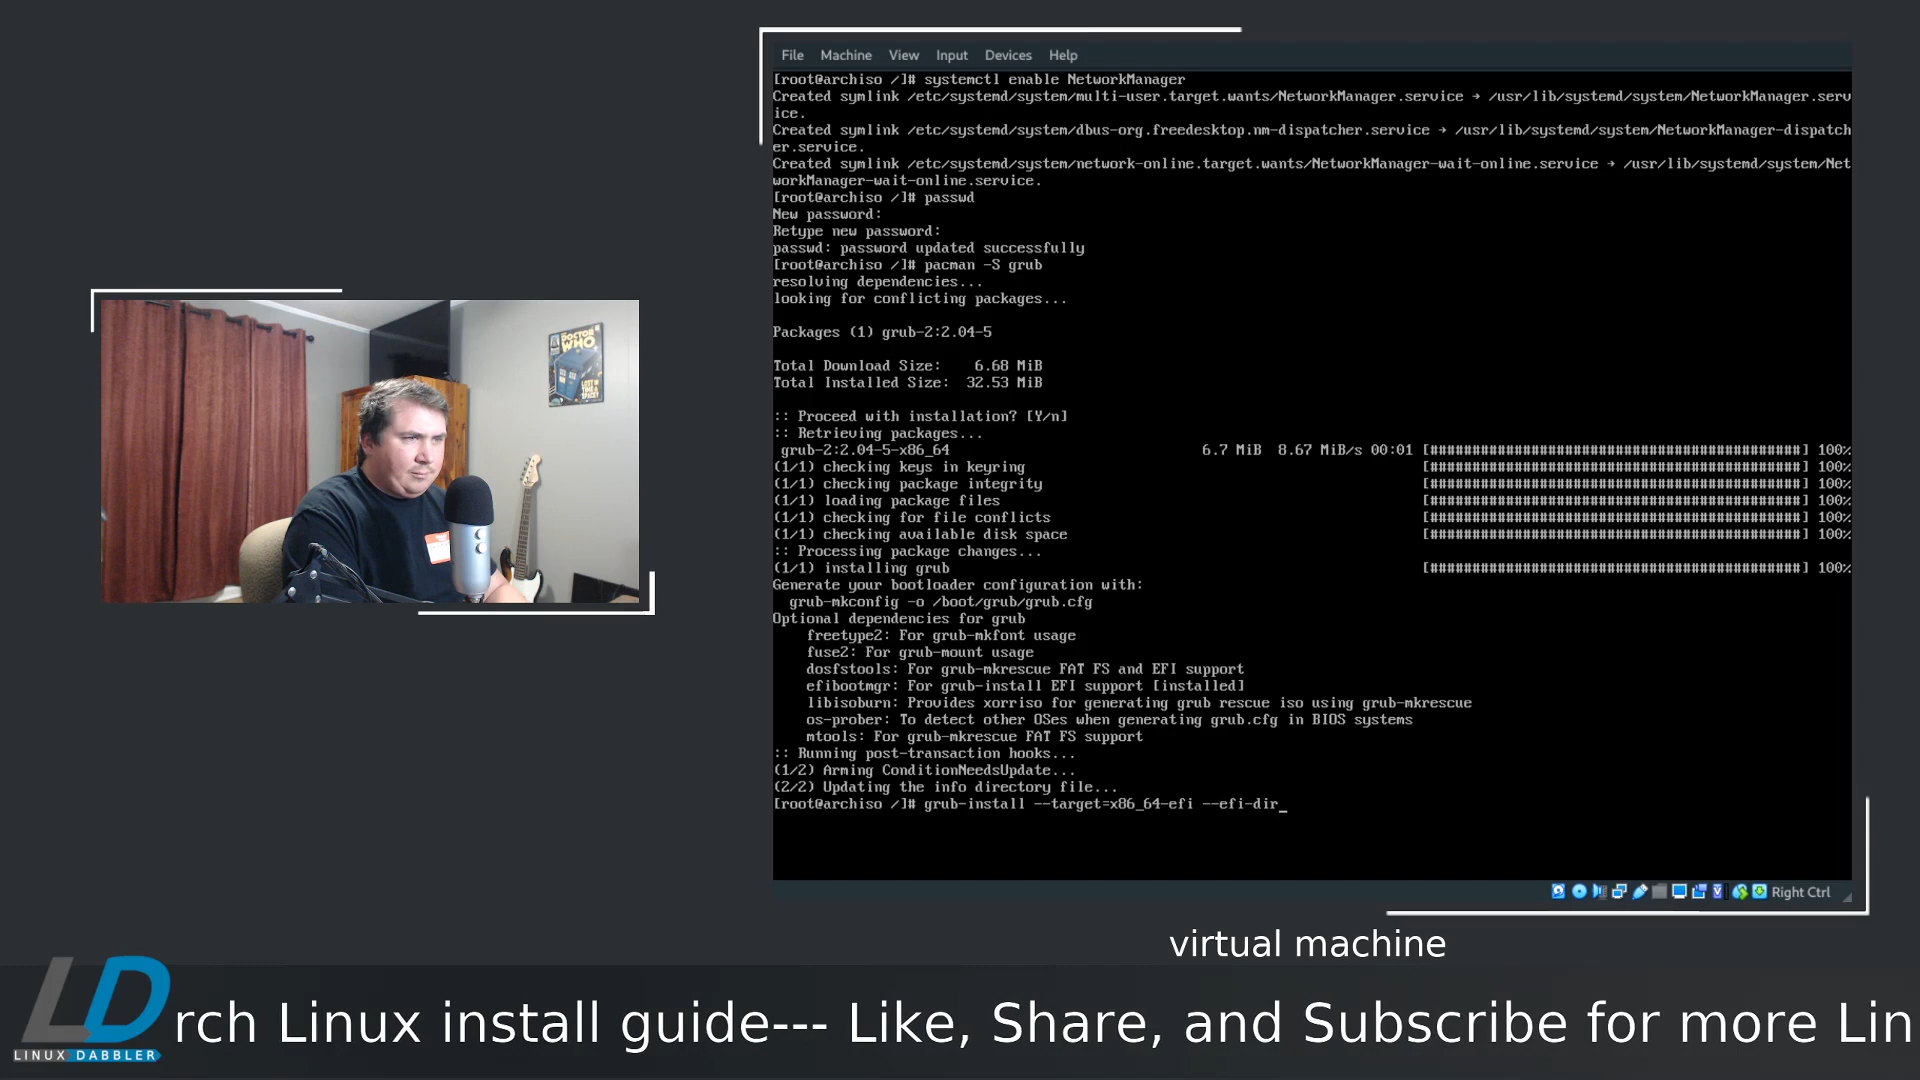 File Machine View Input Devices Help
[root@archiso /]# systemctl enable NetworkManager
Created symlink /etc/systemd/system/multi-user.target.wants/NetworkManager.service → /usr/lib/systemd/system/NetworkManager.serv
ice.
Created symlink /etc/systemd/system/dbus-org.freedesktop.nm-dispatcher.service → /usr/lib/systemd/system/NetworkManager-dispatch
er.service.
Created symlink /etc/systemd/system/network-online.target.wants/NetworkManager-wait-online.service → /usr/lib/systemd/system/Net
workManager-wait-online.service.
[root@archiso /]# passwd
New password:
Retype new password:
passwd: password updated successfully
[root@archiso /]# pacman -S grub
resolving dependencies...
looking for conflicting packages...
Packages (1) grub-2:2.04-5
Total Download Size: 6.68 MiB
Total Installed Size: 32.53 MiB
:: Proceed with installation? [Y/n]
:: Retrieving packages...
grub-2:2.04-5-x86_64 6.7 MiB 8.67 MiB/s 00:01 [#############################################] 100%
(1/1) checking keys in keyring [#############################################] 100%
(1/1) checking package integrity [#############################################] 100%
(1/1) loading package files [#############################################] 100%
(1/1) checking for file conflicts [#############################################] 100%
(1/1) checking available disk space [#############################################] 100%
:: Processing package changes...
(1/1) installing grub [#############################################] 100%
Generate your bootloader configuration with:
grub-mkconfig -o /boot/grub/grub.cfg
Optional dependencies for grub
freetype2: For grub-mkfont usage
fuse2: For grub-mount usage
dosfstools: For grub-mkrescue FAT FS and EFI support
efibootmgr: For grub-install EFI support [installed]
libisoburn: Provides xorriso for generating grub rescue iso using grub-mkrescue
os-prober: To detect other OSes when generating grub.cfg in BIOS systems
mtools: For grub-mkrescue FAT FS support
:: Running post-transaction hooks...
(1/2) Arming ConditionNeedsUpdate...
(2/2) Updating the info directory file...
[root@archiso /]# grub-install --target=x86_64-efi --efi-dir_
Right Ctrl
DOCTOR
WHO
LOST IN
TIME &
SPACE!
virtual machine
LD
LINUX DABBLER
rch Linux install guide--- Like, Share, and Subscribe for more Lin